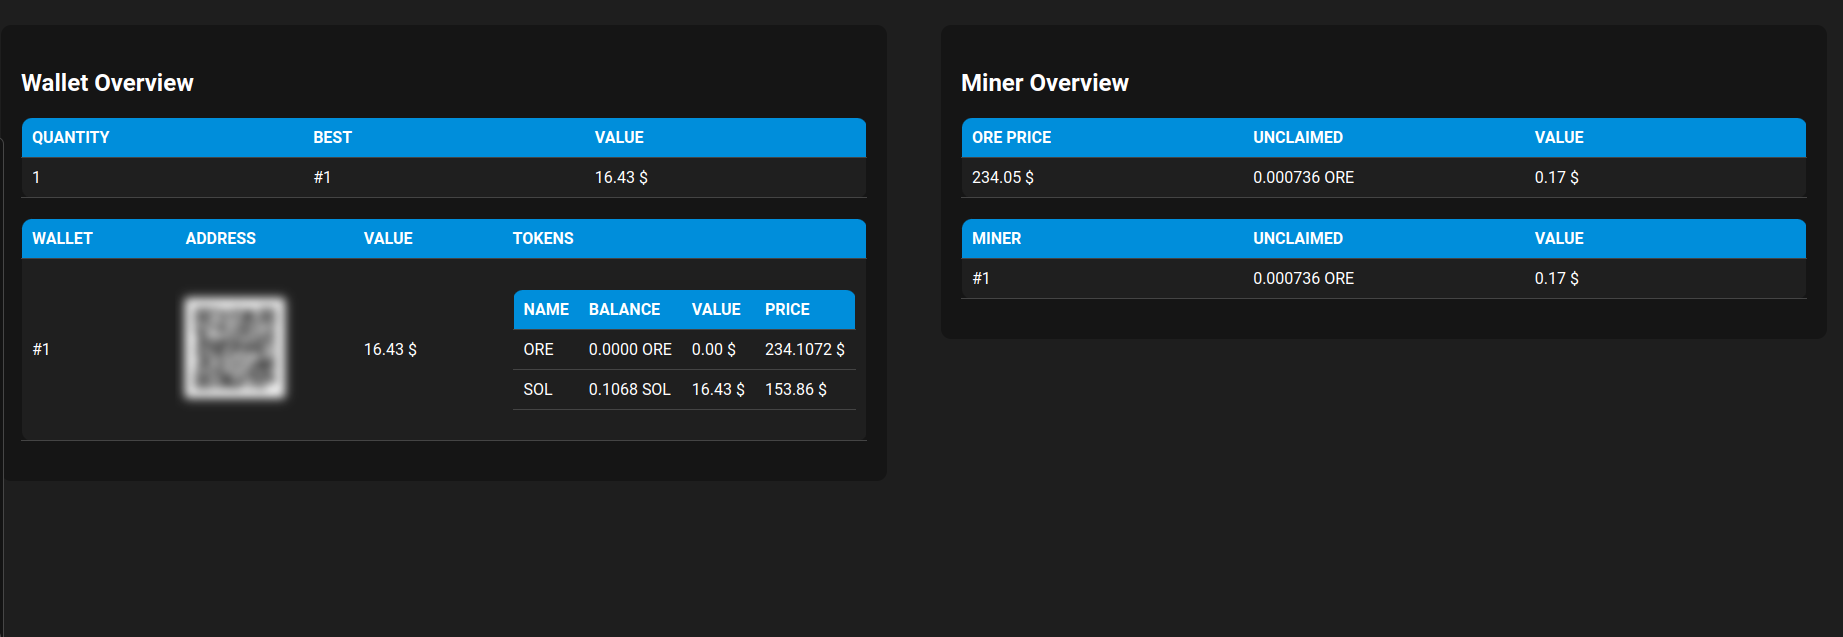 Wallet Overview
QUANTITY BEST VALUE
1 #1 16.43 $
WALLET ADDRESS VALUE TOKENS
#1 16.43 $
NAME BALANCE VALUE PRICE
ORE 0.0000 ORE 0.00 $ 234.1072 $
SOL 0.1068 SOL 16.43 $ 153.86 $
Miner Overview
ORE PRICE UNCLAIMED VALUE
234.05 $ 0.000736 ORE 0.17 $
MINER UNCLAIMED VALUE
#1 0.000736 ORE 0.17 $